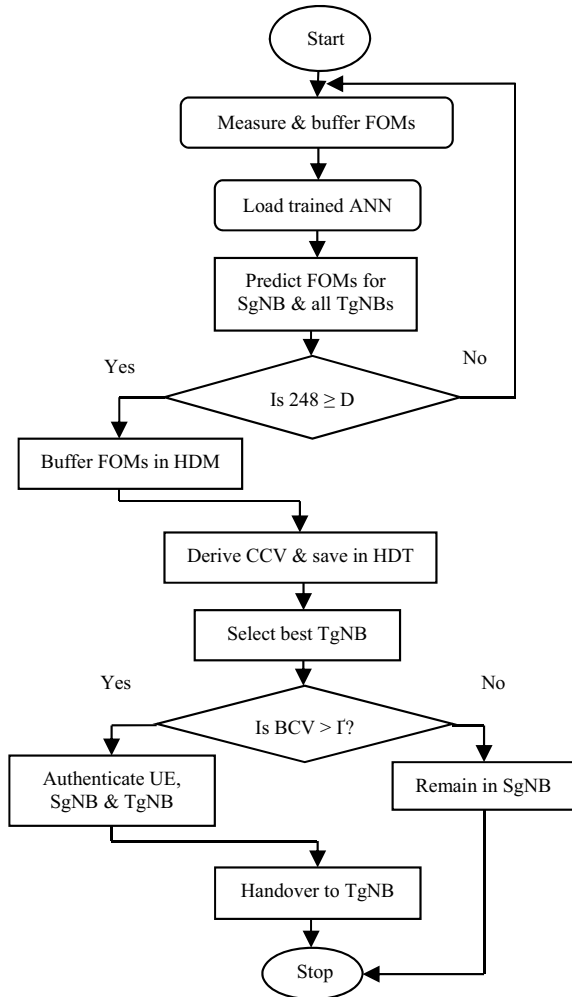 Start
Measure & buffer FOMs
Load trained ANN
Predict FOMs for
SgNB & all TgNBs
Yes
No
Is 248 ≥ D
Buffer FOMs in HDM
Derive CCV & save in HDT
Select best TgNB
Yes
No
Is BCV > Ґ?
Authenticate UE,
SgNB & TgNB
Remain in SgNB
Handover to TgNB
Stop